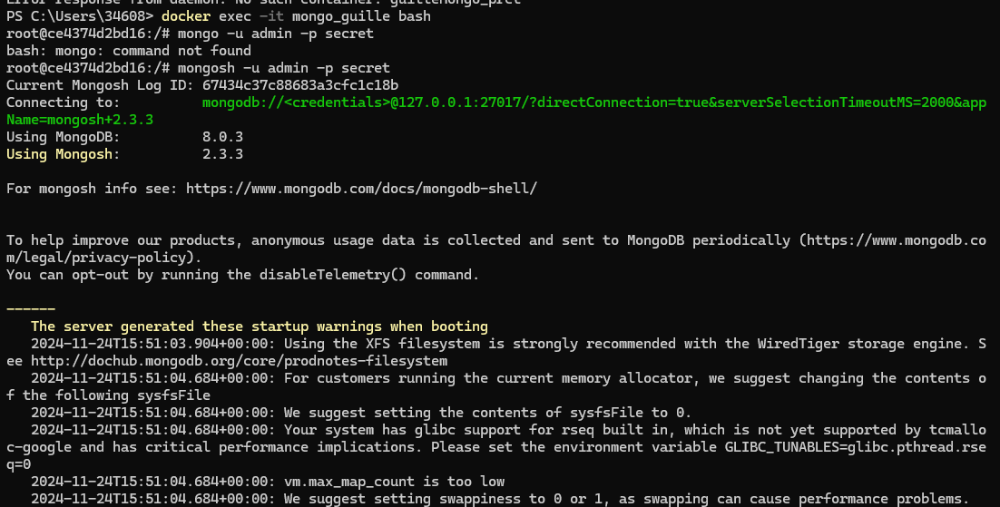 Error response from daemon: No such container: guillemongo_prct
PS C:\Users\34608> docker exec -it mongo_guille bash
root@ce4374d2bd16:/# mongo -u admin -p secret
bash: mongo: command not found
root@ce4374d2bd16:/# mongosh -u admin -p secret
Current Mongosh Log ID: 67434c37c88683a3cfc1c18b
Connecting to:          mongodb://<credentials>@127.0.0.1:27017/?directConnection=true&serverSelectionTimeoutMS=2000&app
Name=mongosh+2.3.3
Using MongoDB:          8.0.3
Using Mongosh:          2.3.3
For mongosh info see: https://www.mongodb.com/docs/mongodb-shell/
To help improve our products, anonymous usage data is collected and sent to MongoDB periodically (https://www.mongodb.co
m/legal/privacy-policy).
You can opt-out by running the disableTelemetry() command.
------
   The server generated these startup warnings when booting
   2024-11-24T15:51:03.904+00:00: Using the XFS filesystem is strongly recommended with the WiredTiger storage engine. S
ee http://dochub.mongodb.org/core/prodnotes-filesystem
   2024-11-24T15:51:04.684+00:00: For customers running the current memory allocator, we suggest changing the contents o
f the following sysfsFile
   2024-11-24T15:51:04.684+00:00: We suggest setting the contents of sysfsFile to 0.
   2024-11-24T15:51:04.684+00:00: Your system has glibc support for rseq built in, which is not yet supported by tcmallo
c-google and has critical performance implications. Please set the environment variable GLIBC_TUNABLES=glibc.pthread.rse
q=0
   2024-11-24T15:51:04.684+00:00: vm.max_map_count is too low
   2024-11-24T15:51:04.684+00:00: We suggest setting swappiness to 0 or 1, as swapping can cause performance problems.